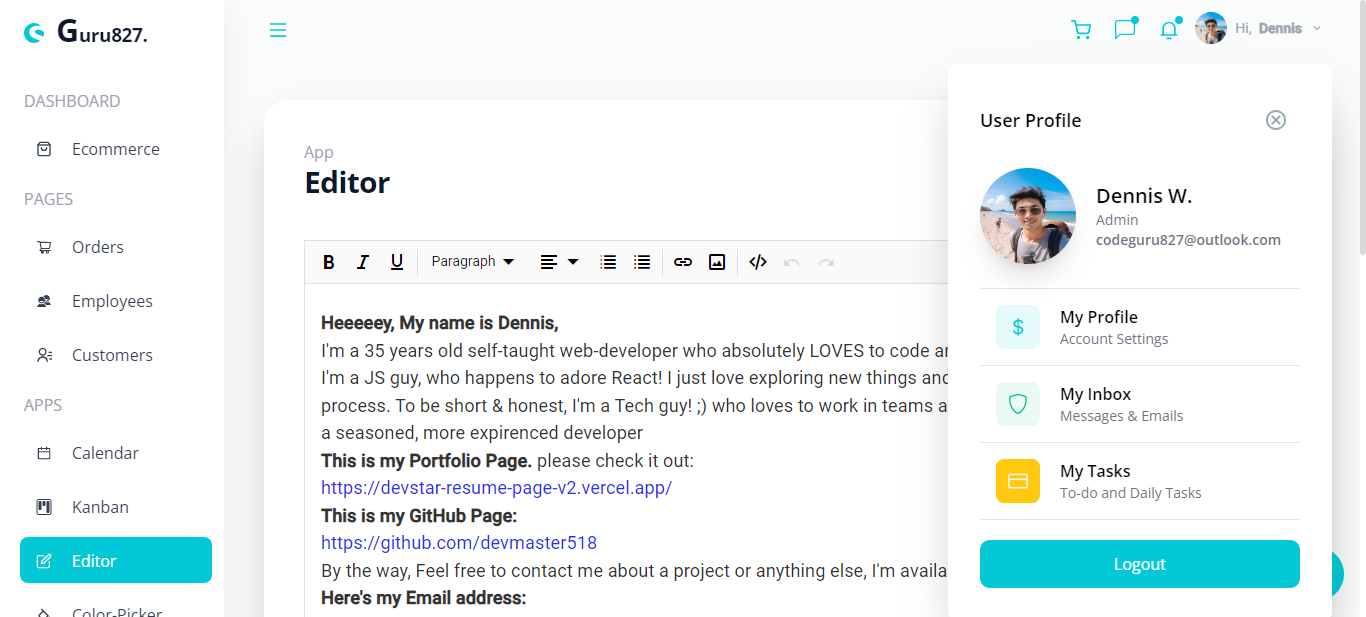 Guru827.
DASHBOARD
Ecommerce
PAGES
Orders
Employees
Customers
APPS
Calendar
Kanban
Editor
Color-Picker
Hi, Dennis
App
Editor
B I U Paragraph
Heeeeey, My name is Dennis,
I'm a 35 years old self-taught web-developer who absolutely LOVES to code
I'm a JS guy, who happens to adore React! I just love exploring new things and
process. To be short & honest, I'm a Tech guy! ;) who loves to work in teams
a seasoned, more expirenced developer
This is my Portfolio Page. please check it out:
https://devstar-resume-page-v2.vercel.app/
This is my GitHub Page:
https://github.com/devmaster518
By the way, Feel free to contact me about a project or anything else, I'm
Here's my Email address:
User Profile
Dennis W.
Admin
codeguru827@outlook.com
My Profile
Account Settings
My Inbox
Messages & Emails
My Tasks
To-do and Daily Tasks
Logout